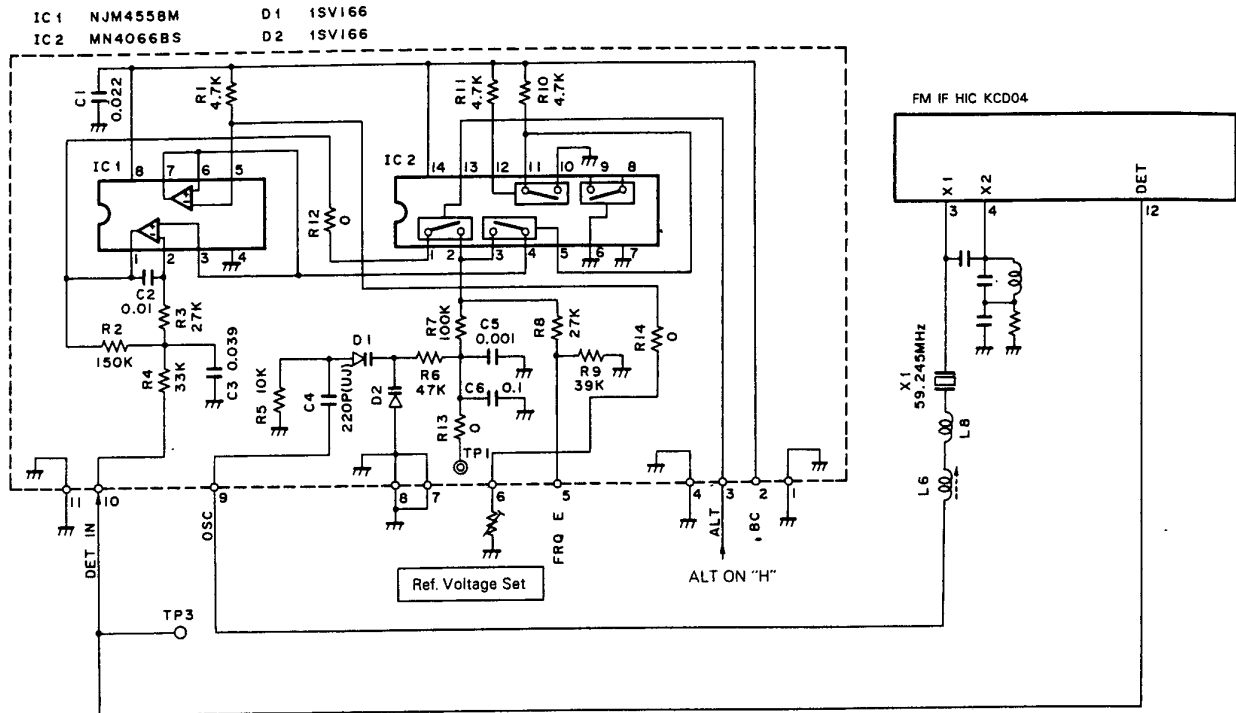 IC1 NJM4558M D1 1SV166
IC2 MN4066BS D2 1SV166
C1 0.022
R1 4.7K
R11 4.7K
R10 4.7K
FM IF HIC KCD04
IC1
8 7 6 5
IC2
14 13 12 11 10 9 8
X1 X2 DET
3 4 12
R12 0
1 2 3 4
1 2 3 4 5 6 7
C2 0.01
R3 27K
R2 150K
R4 33K
C3 0.039
R5 10K
C4 220P(UJ)
D1
D2
R6 47K
R7 100K
C5 0.001
R8 27K
R9 39K
R14 0
C6 0.1
R13 0
TP1
X1 59.245MHz
L8
L6
11 10 9 8 7 6 5 4 3 2 1
DET IN
OSC
FRQ E
ALT
,8C
Ref. Voltage Set
ALT ON "H"
TP3